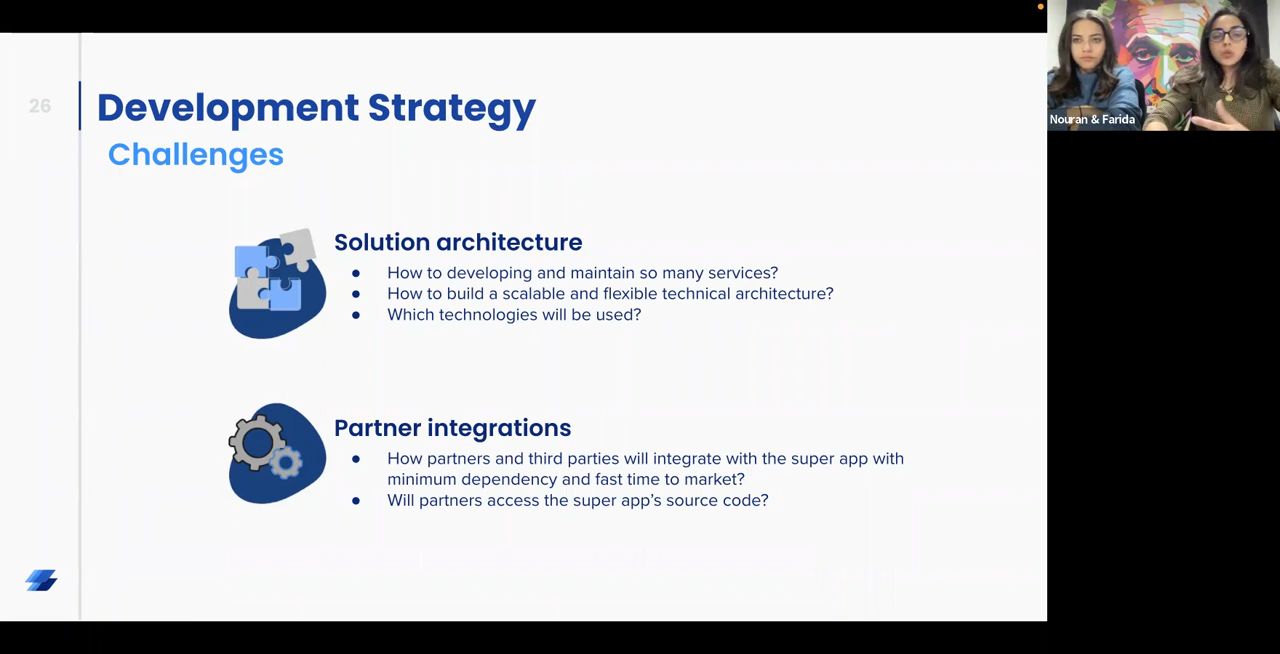 26
Development Strategy
Challenges
Solution architecture
● How to developing and maintain so many services?
● How to build a scalable and flexible technical architecture?
● Which technologies will be used?
Partner integrations
● How partners and third parties will integrate with the super app with
minimum dependency and fast time to market?
● Will partners access the super app’s source code?
Nouran & Farida